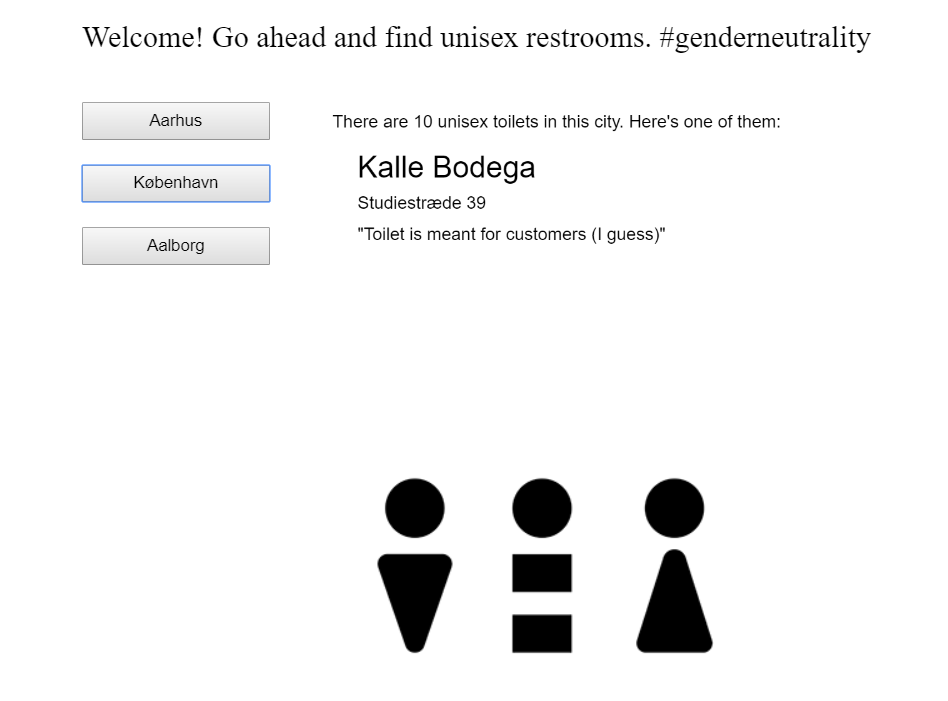 Welcome! Go ahead and find unisex restrooms. #genderneutrality
Aarhus
København
Aalborg
There are 10 unisex toilets in this city. Here's one of them:
Kalle Bodega
Studiestræde 39
"Toilet is meant for customers (I guess)"